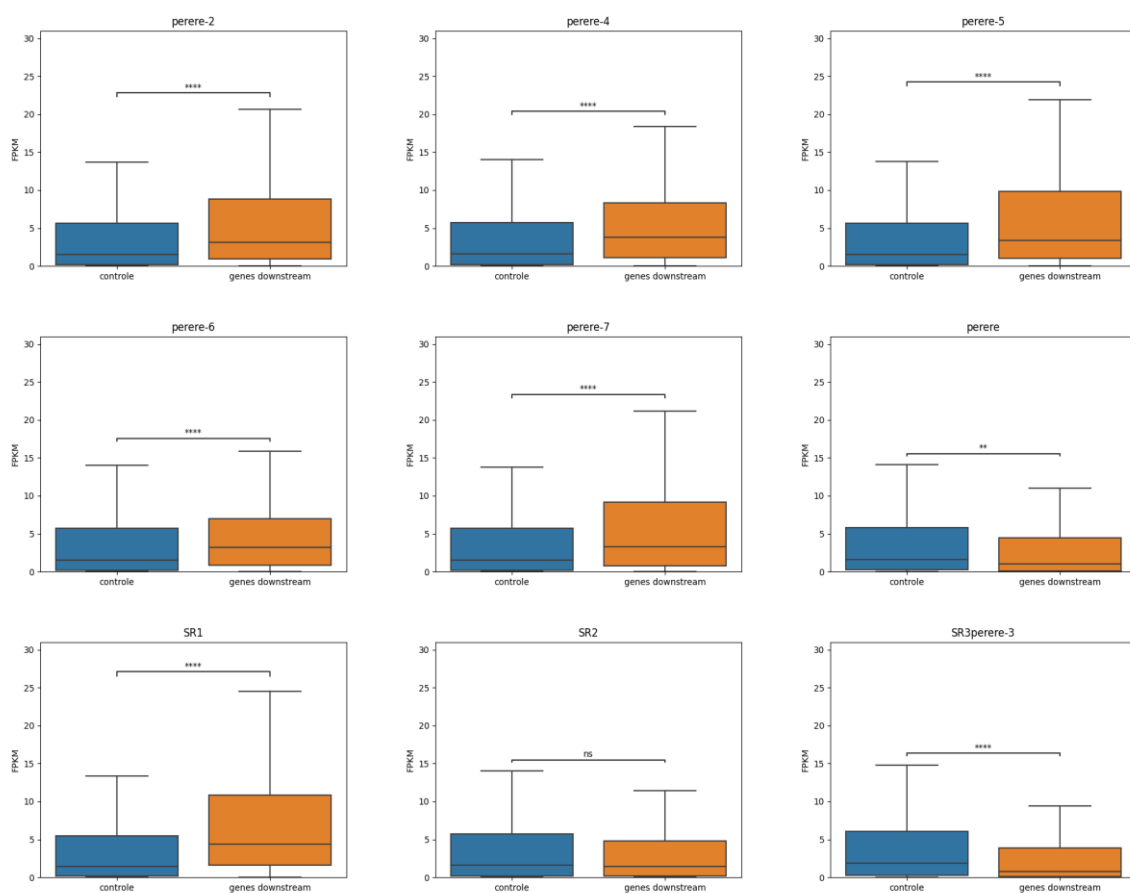 perere-2
perere-4
perere-5
30
25
20
15
10
5
0
FPKM
****
controle
genes downstream
30
25
20
15
10
5
0
FPKM
****
controle
genes downstream
30
25
20
15
10
5
0
FPKM
****
controle
genes downstream
perere-6
perere-7
perere
30
25
20
15
10
5
0
FPKM
****
controle
genes downstream
30
25
20
15
10
5
0
FPKM
****
controle
genes downstream
30
25
20
15
10
5
0
FPKM
**
controle
genes downstream
SR1
SR2
SR3perere-3
30
25
20
15
10
5
0
FPKM
****
controle
genes downstream
30
25
20
15
10
5
0
FPKM
ns
controle
genes downstream
30
25
20
15
10
5
0
FPKM
****
controle
genes downstream